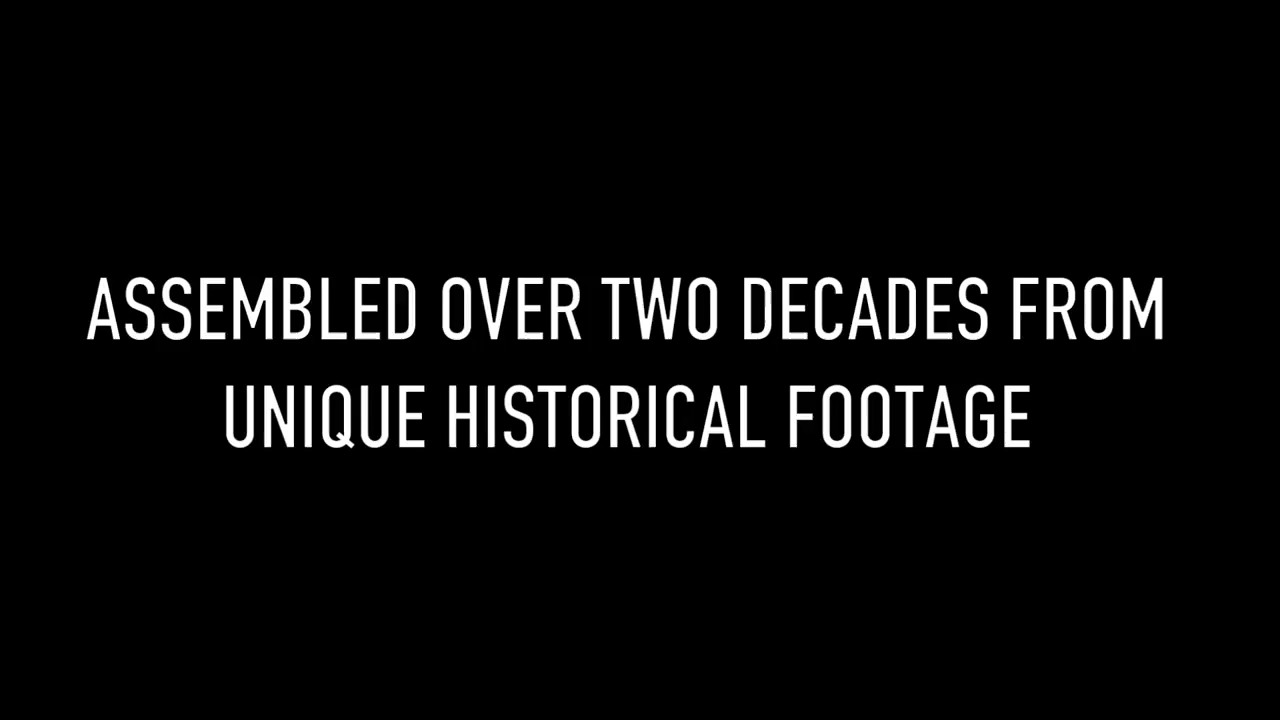 ASSEMBLED OVER TWO DECADES FROM
UNIQUE HISTORICAL FOOTAGE